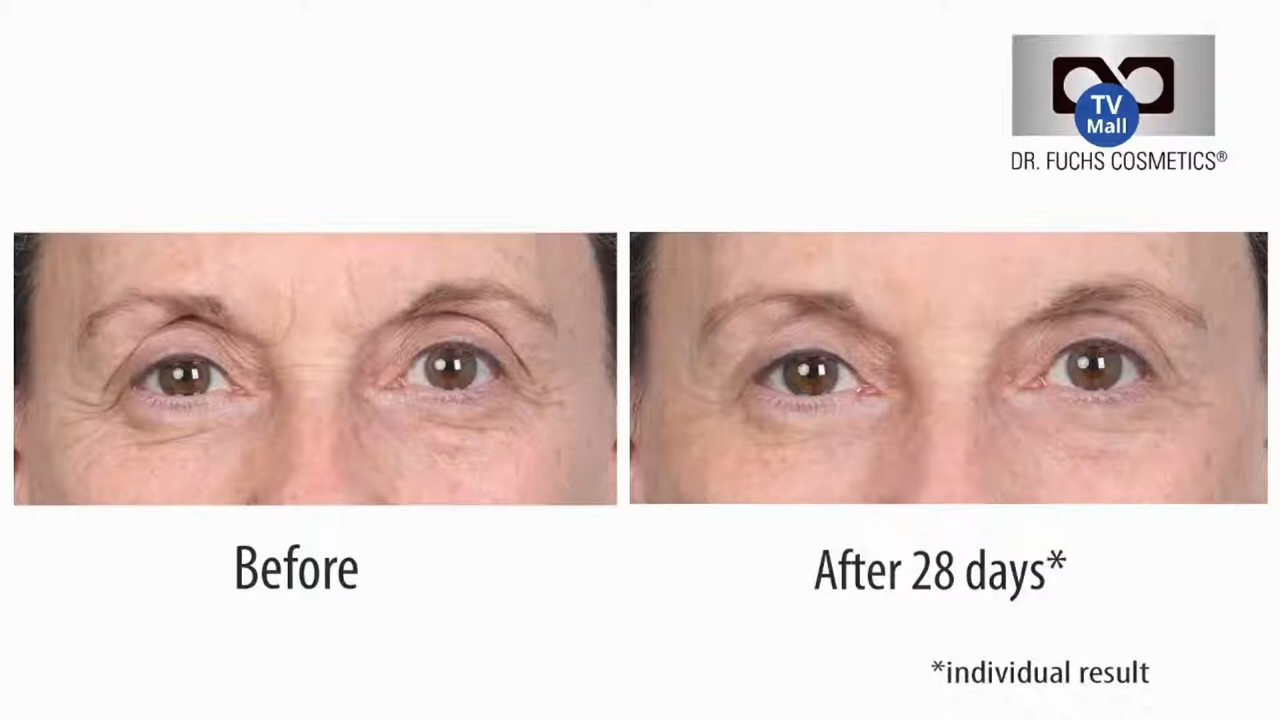 TV
Mall
DR. FUCHS COSMETICS®
Before
After 28 days*
*individual result